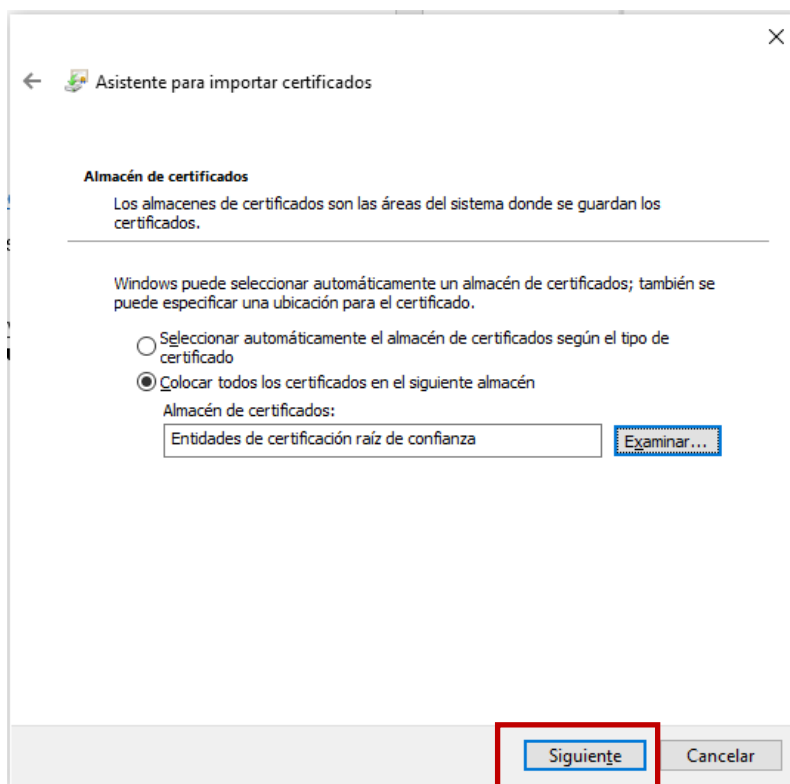 Asistente para importar certificados
Almacén de certificados
Los almacenes de certificados son las áreas del sistema donde se guardan los
certificados.
Windows puede seleccionar automáticamente un almacén de certificados; también se
puede especificar una ubicación para el certificado.
Seleccionar automáticamente el almacén de certificados según el tipo de
certificado
Colocar todos los certificados en el siguiente almacén
Almacén de certificados:
Entidades de certificación raíz de confianza
Examinar...
Siguiente
Cancelar